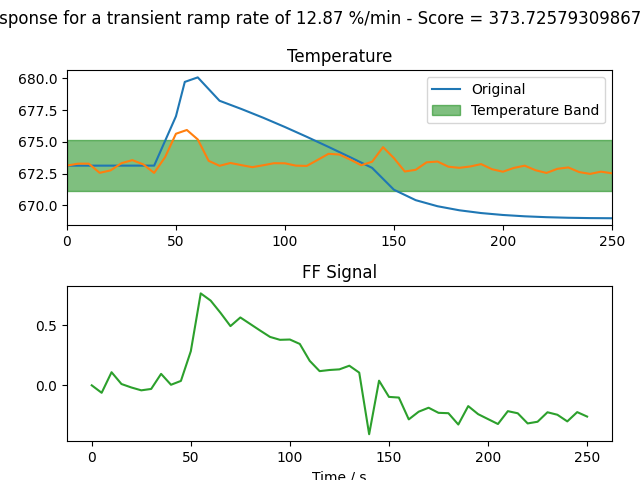 sponse for a transient ramp rate of 12.87 %/min - Score = 373.72579309867
Temperature
680.0
677.5
675.0
672.5
670.0
Original
Temperature Band
0 50 100 150 200 250
FF Signal
0.5
0.0
0 50 100 150 200 250
Time / s